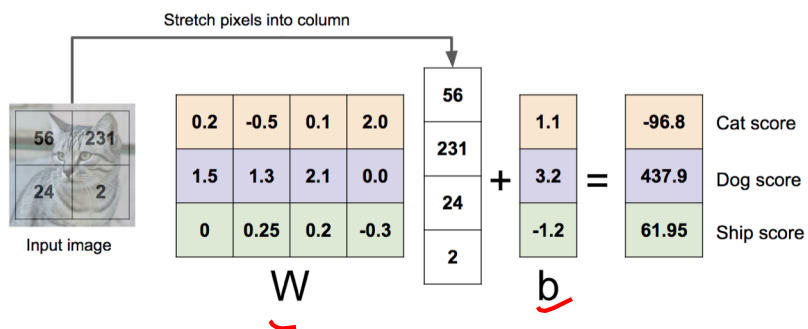 Stretch pixels into column
56 231
24 2
Input image
0.2 -0.5 0.1 2.0
1.5 1.3 2.1 0.0
0 0.25 0.2 -0.3
W
56
231
24
2
+
1.1
3.2
-1.2
b
=
-96.8 Cat score
437.9 Dog score
61.95 Ship score